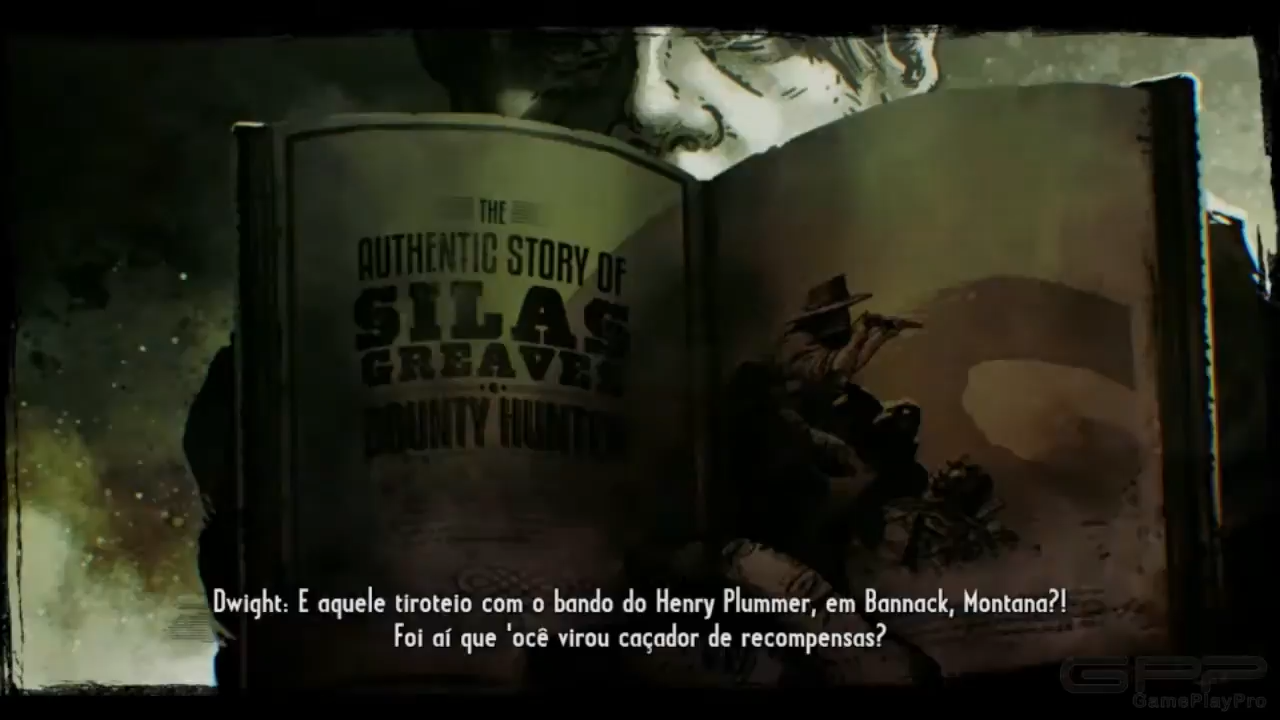 THE
AUTHENTIC STORY OF
SILAS
GREAVES
BOUNTY HUNTER
Dwight: E aquele tiroteio com o bando do Henry Plummer, em Bannack, Montana?!
Foi aí que 'ocê virou caçador de recompensas?
GPP
GamePlayPro